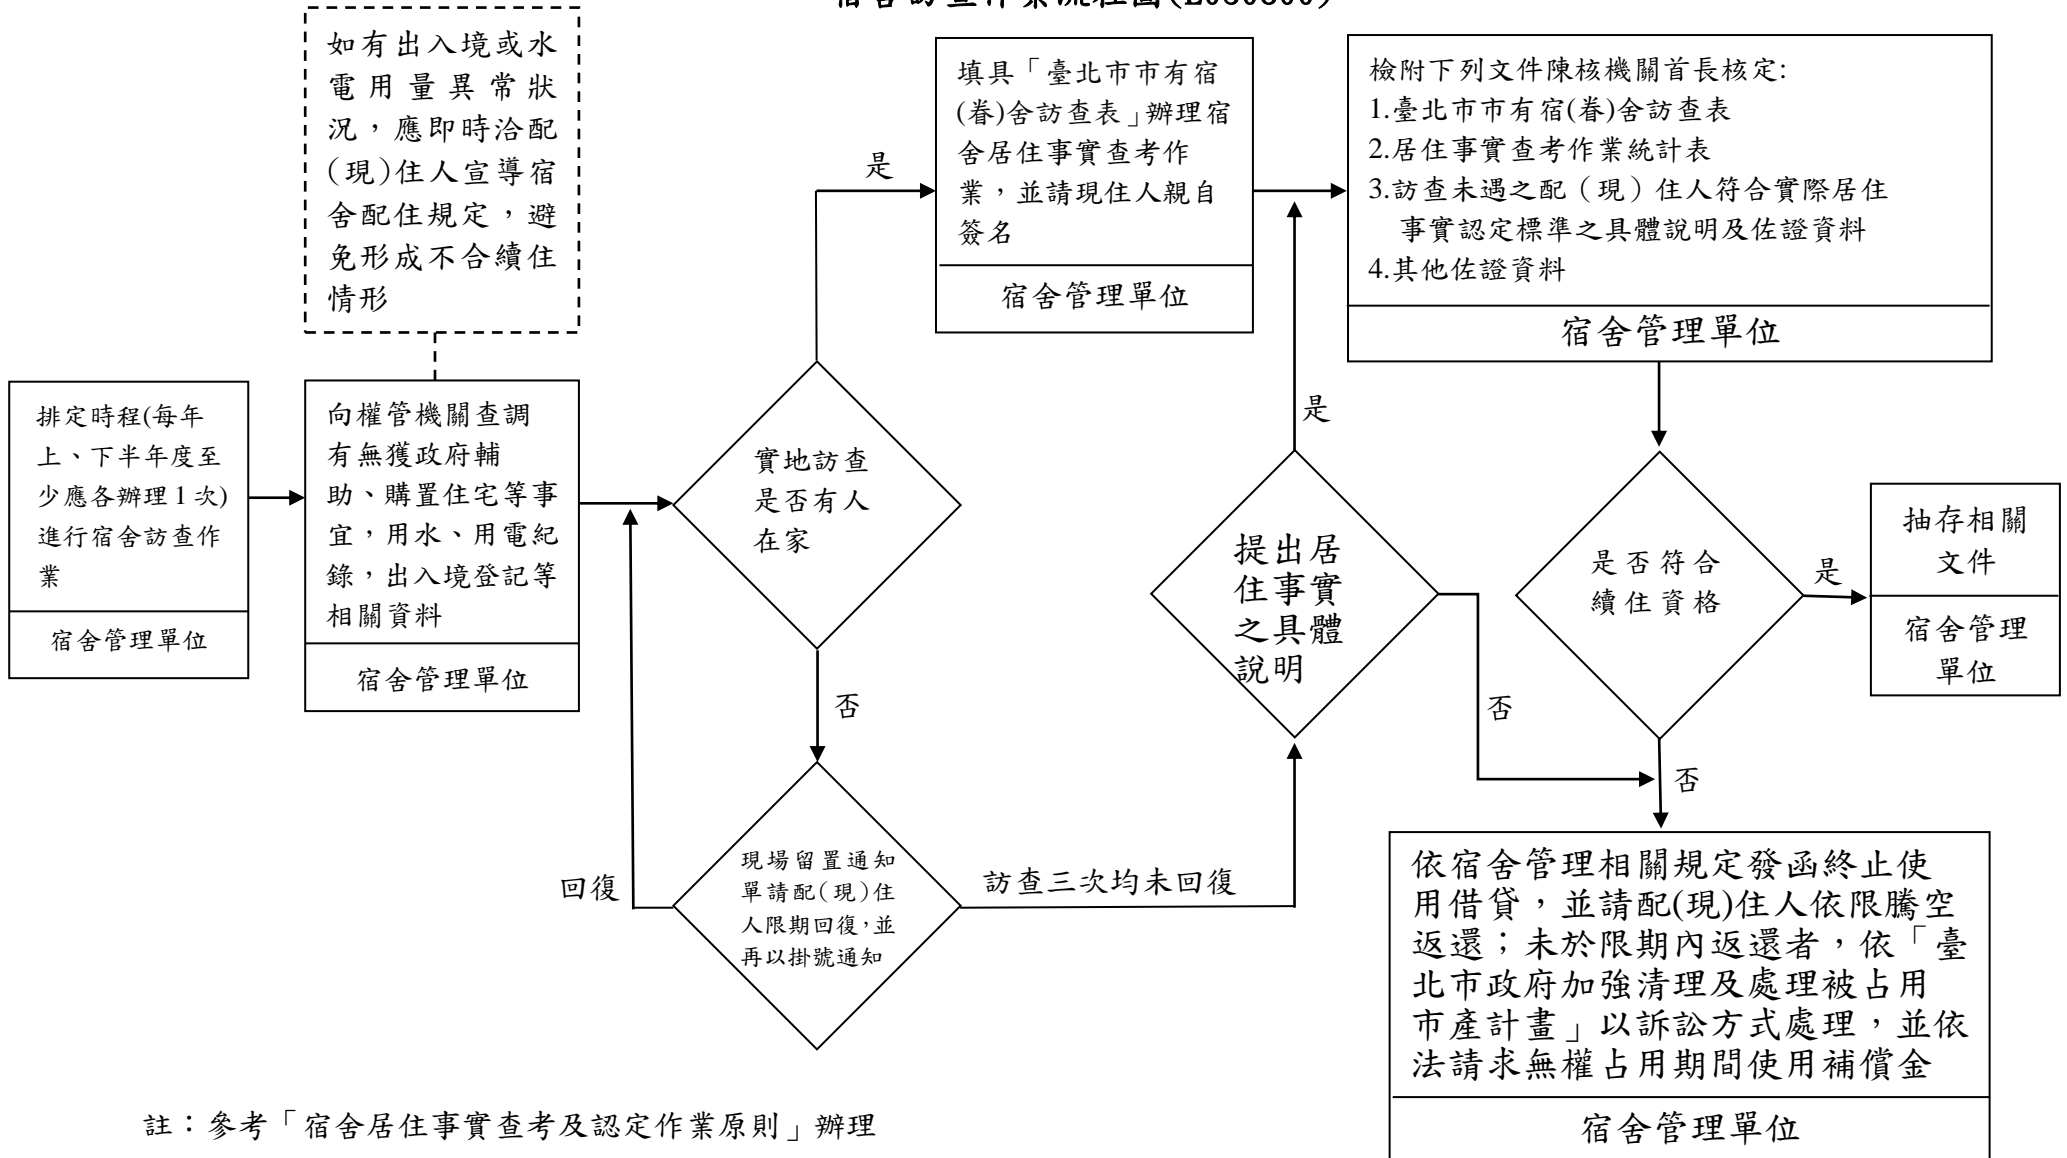 宿舍訪查作業流程圖
如有出入境或水
電用量異常狀
況，應即時洽配
(現)住人宣導宿
舍配住規定，避
免形成不合續住
情形
排定時程(每年
上、下半年度至
少應各辦理1次)
進行宿舍訪查作
業
宿舍管理單位
向權管機關查調
有無獲政府輔
助、購置住宅等事
宜，用水、用電紀
錄，出入境登記等
相關資料
宿舍管理單位
實地訪查
是否有人
在家
是
否
填具「臺北市市有宿
(眷)舍訪查表」辦理宿
舍居住事實查考作
業，並請現住人親自
簽名
宿舍管理單位
現場留置通知
單請配(現)住
人限期回復，並
再以掛號通知
回復
訪查三次均未回復
提出居
住事實
之具體
說明
是
否
檢附下列文件陳核機關首長核定:
1.臺北市市有宿(眷)舍訪查表
2.居住事實查考作業統計表
3.訪查未遇之配（現）住人符合實際居住
事實認定標準之具體說明及佐證資料
4.其他佐證資料
宿舍管理單位
是否符合
續住資格
是
否
抽存相關
文件
宿舍管理
單位
依宿舍管理相關規定發函終止使
用借貸，並請配(現)住人依限騰空
返還；未於限期內返還者，依「臺
北市政府加強清理及處理被占用
市產計畫」以訴訟方式處理，並依
法請求無權占用期間使用補償金
宿舍管理單位
註：參考「宿舍居住事實查考及認定作業原則」辦理